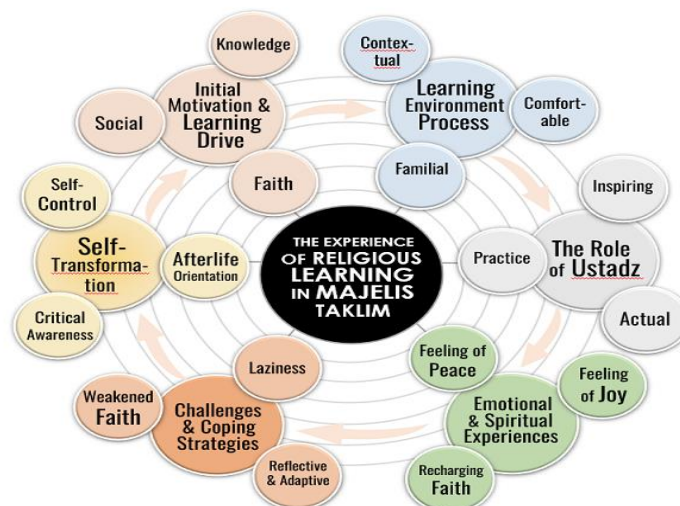 Knowledge
Initial
Motivation &
Learning
Drive
Social
Faith
Contex-
tual
Learning
Environment
Process
Comfort-
able
Familial
Inspiring
Practice
The Role
of Ustadz
Actual
Self-
Control
Self-
Transforma-
tion
Afterlife
Orientation
Critical
Awareness
THE EXPERIENCE
OF RELIGIOUS
LEARNING
IN MAJELIS
TAKLIM
Feeling of
Peace
Feeling
of Joy
Emotional
& Spiritual
Experiences
Recharging
Faith
Laziness
Weakened
Faith
Challenges
& Coping
Strategies
Reflective
& Adaptive